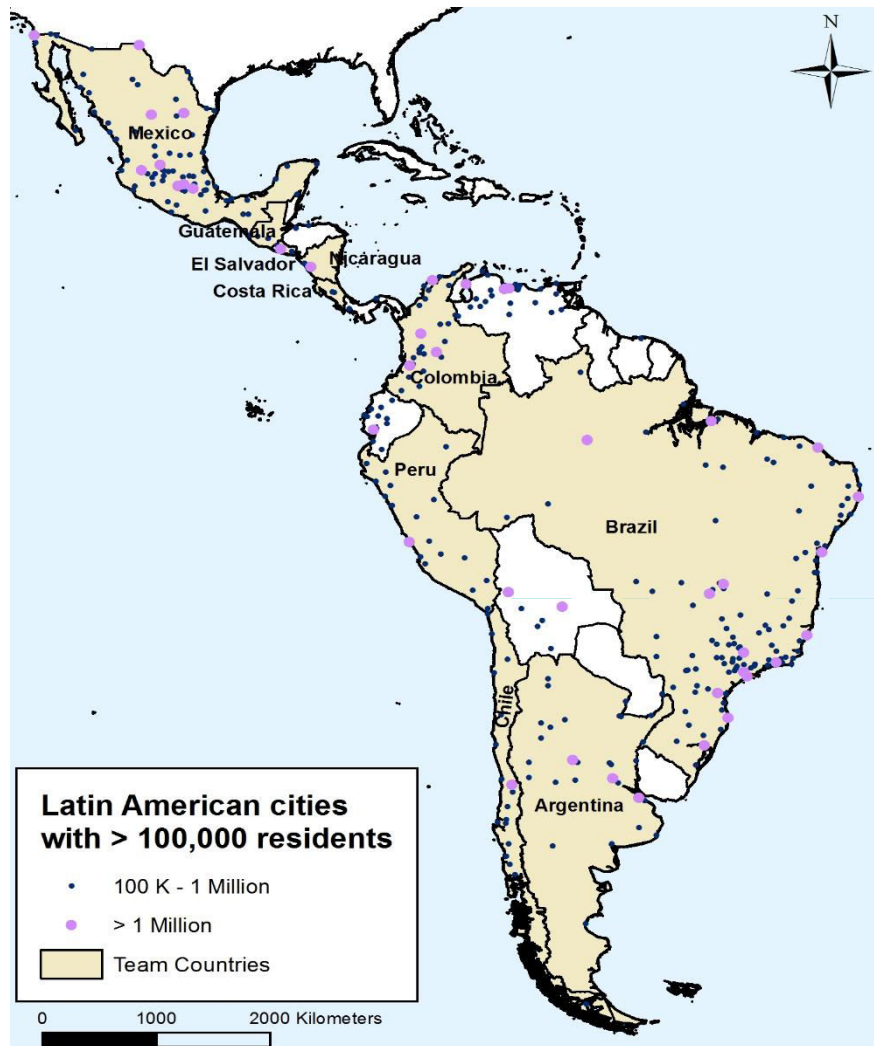 N
Mexico
Guatemala
Nicaragua
El Salvador
Costa Rica
Colombia
Peru
Brazil
Chile
Argentina
Latin American cities
with > 100,000 residents
100 K - 1 Million
> 1 Million
Team Countries
0 1000 2000 Kilometers